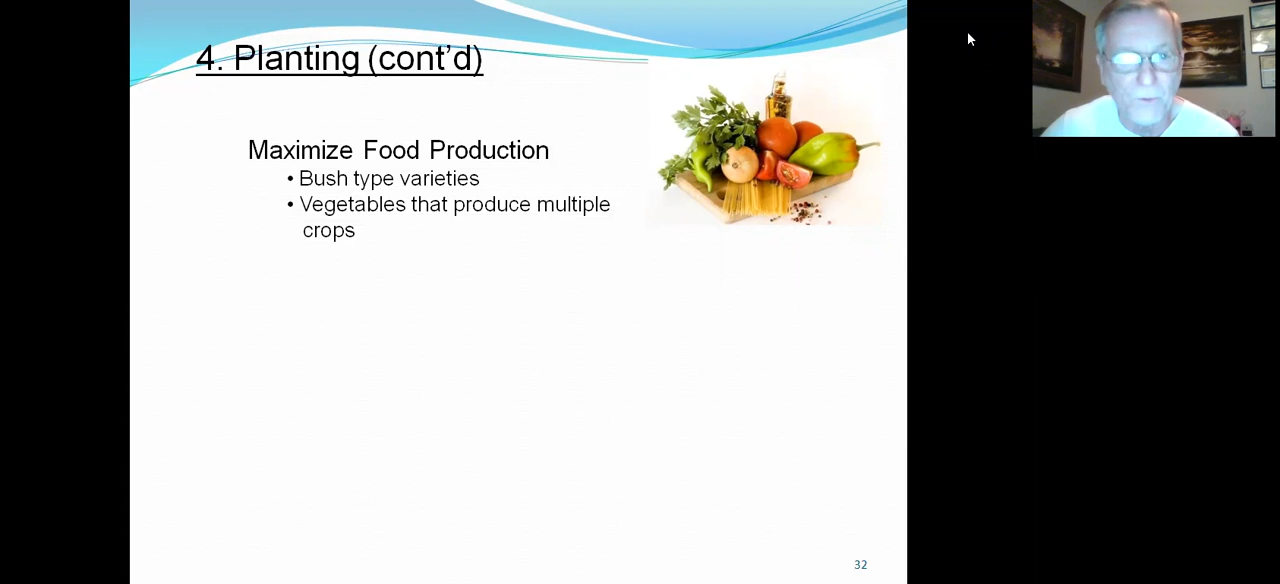 4. Planting (cont’d)
Maximize Food Production
• Bush type varieties
• Vegetables that produce multiple
crops
32